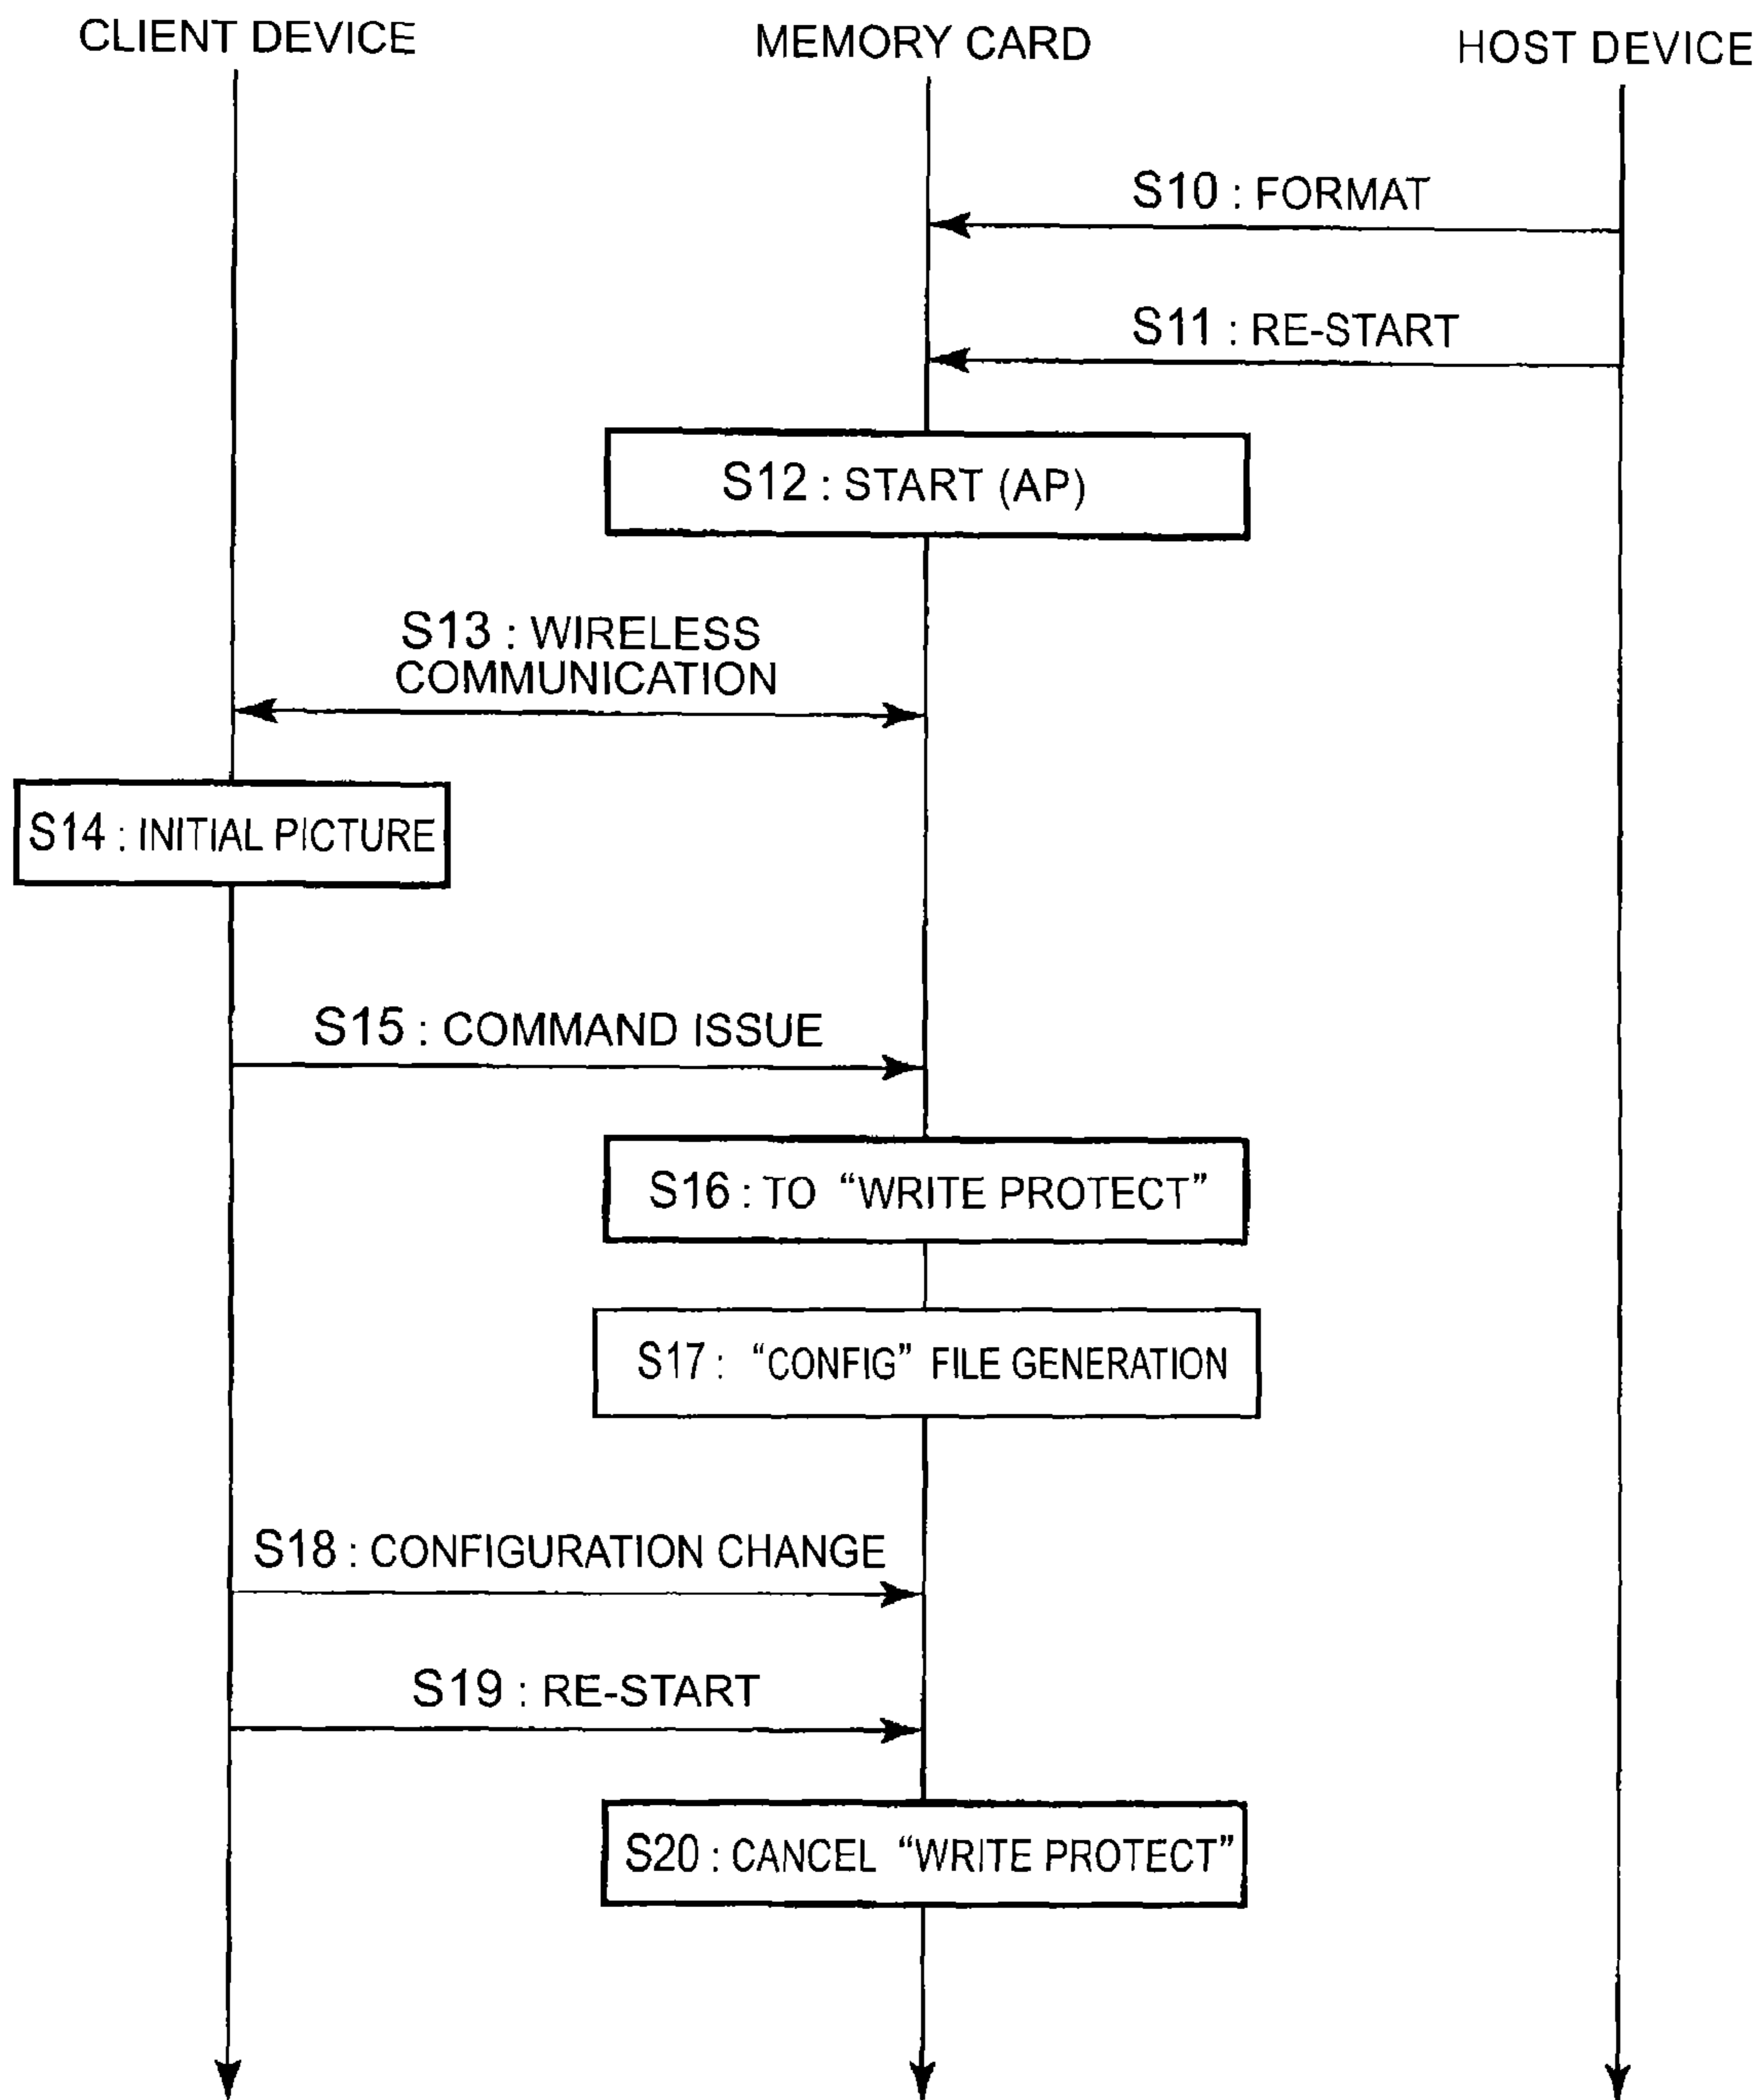 CLIENT DEVICE
MEMORY CARD
HOST DEVICE
S10 : FORMAT
S11 : RE-START
S12 : START (AP)
S13 : WIRELESS
COMMUNICATION
S14 : INITIAL PICTURE
S15 : COMMAND ISSUE
S16 : TO “WRITE PROTECT”
S17 : “CONFIG” FILE GENERATION
S18 : CONFIGURATION CHANGE
S19 : RE-START
S20 : CANCEL “WRITE PROTECT”